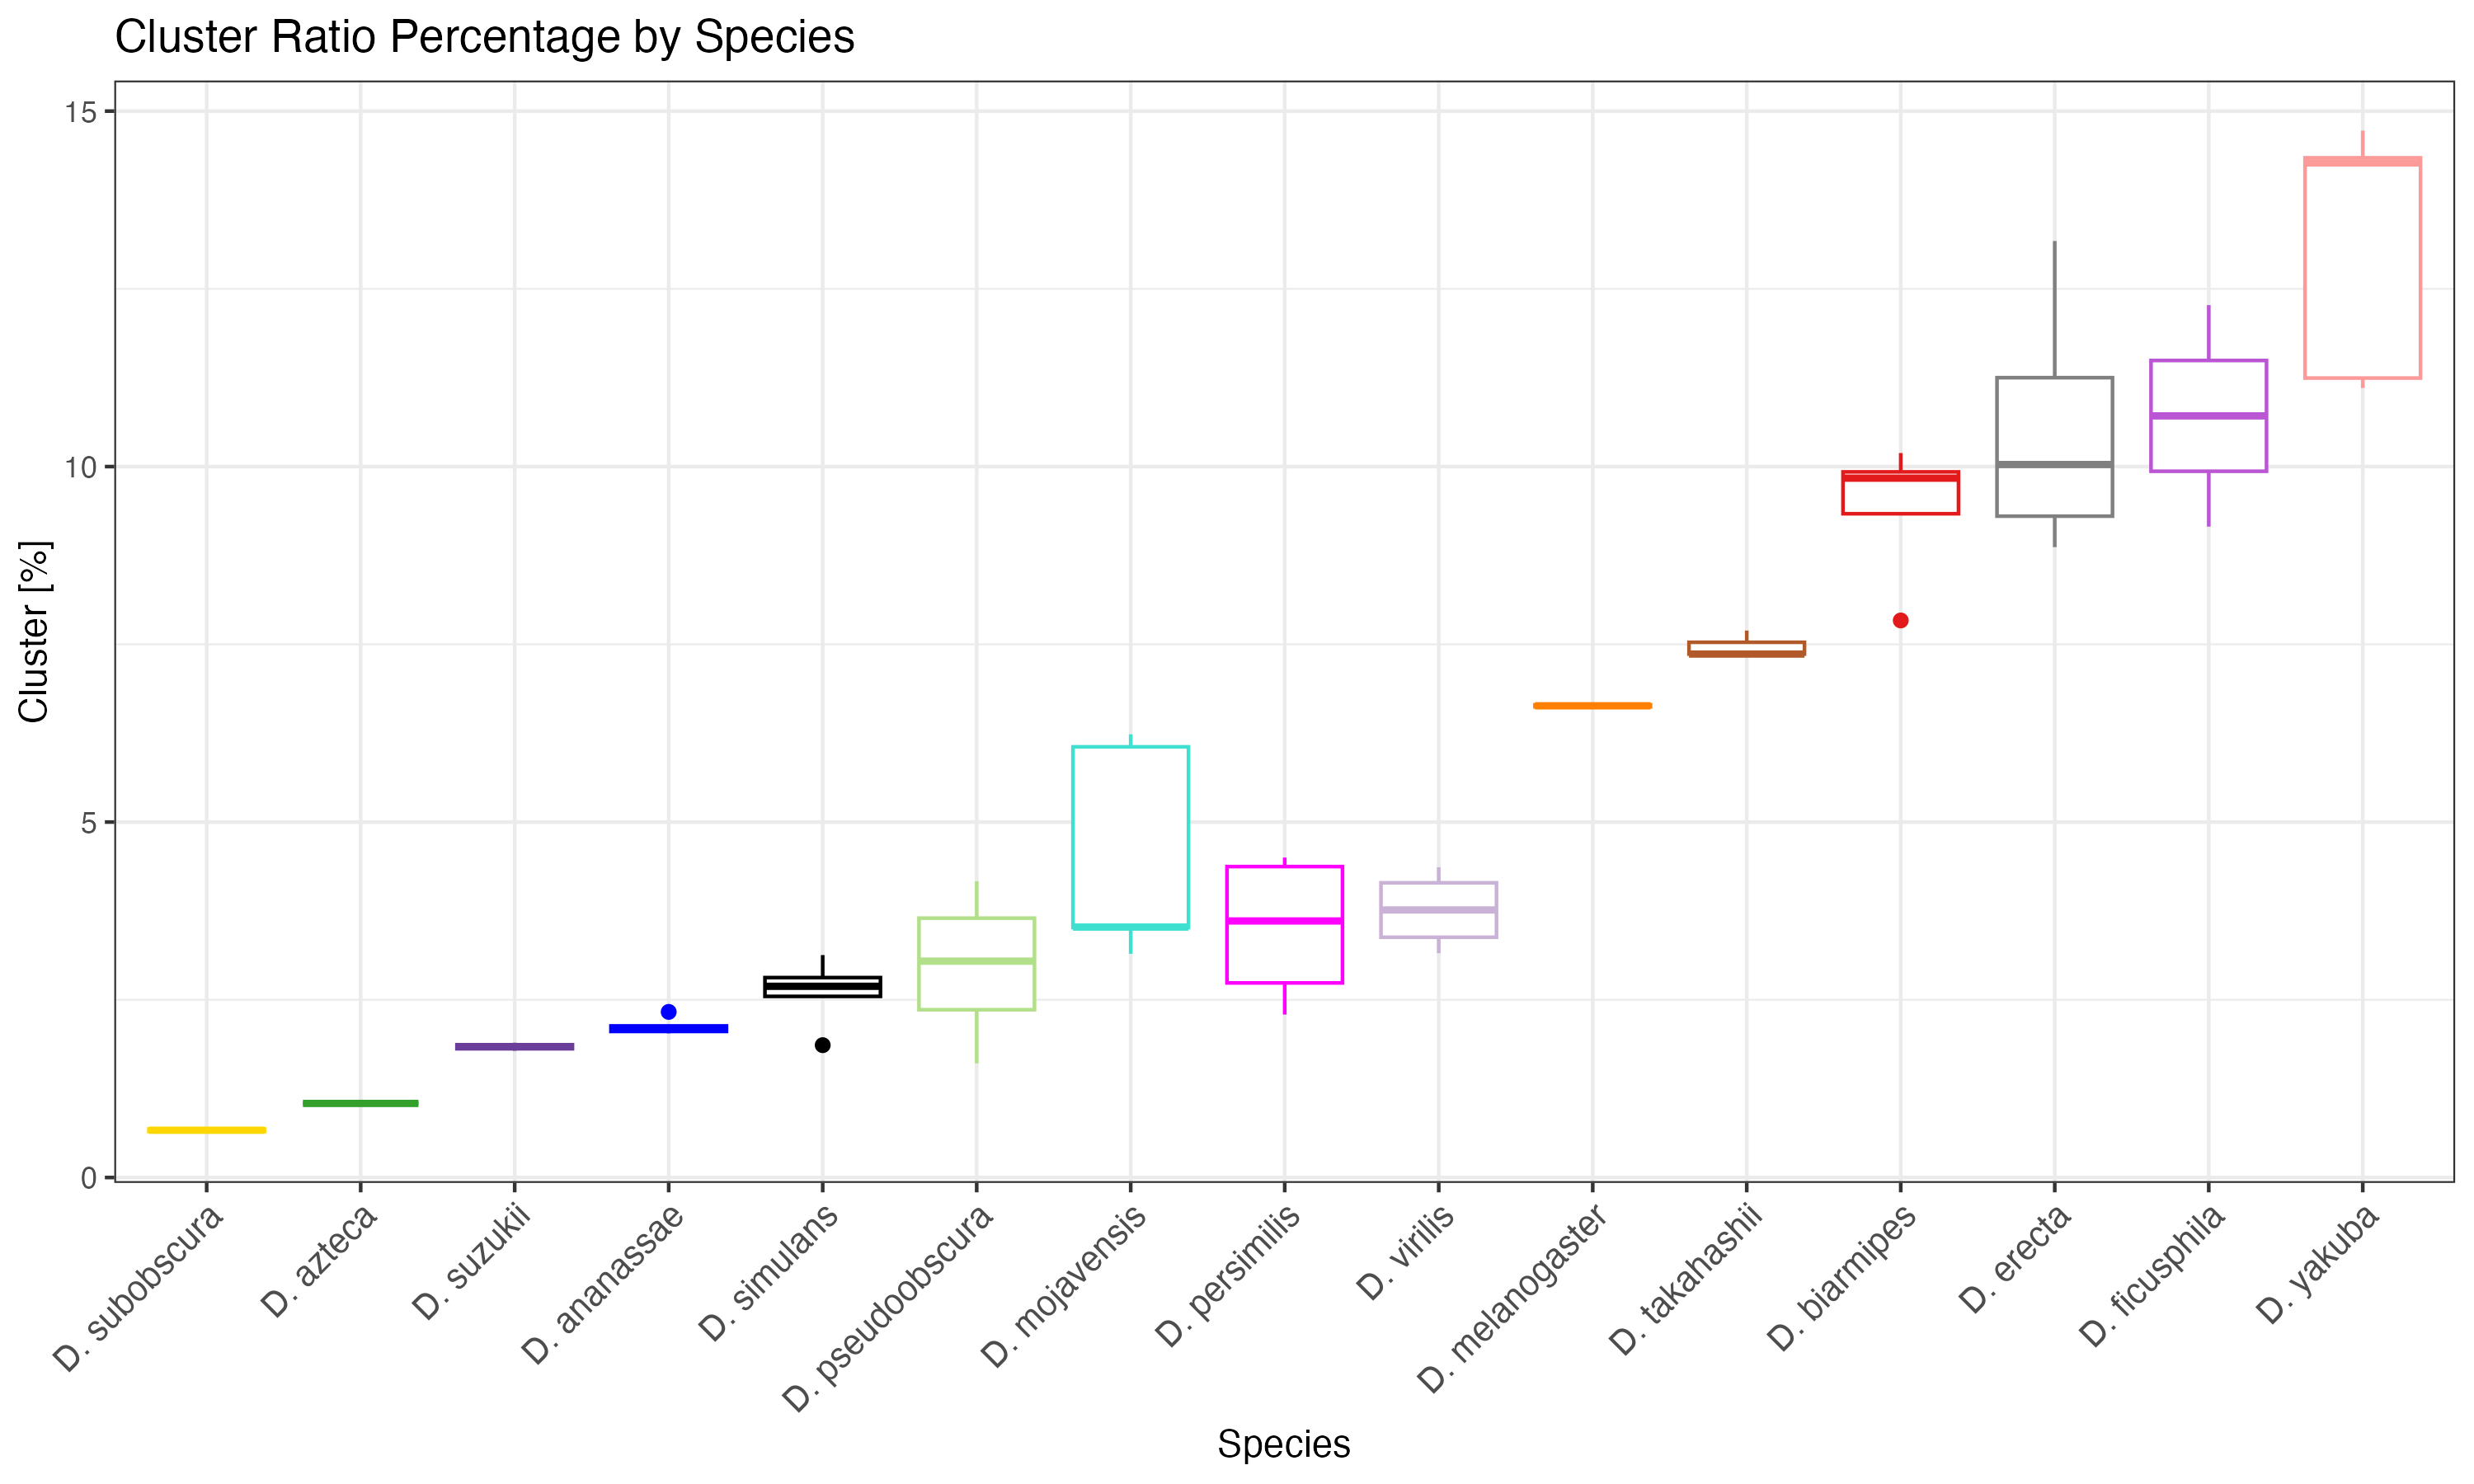 Cluster Ratio Percentage by Species
15
10
5
0
Cluster [%]
D. subobscura
D. azteca
D. suzukii
D. ananassae
D. simulans
D. pseudoobscura
D. mojavensis
D. persimilis
D. virilis
D. melanogaster
D. takahashii
D. biarmipes
D. erecta
D. ficusphila
D. yakuba
Species